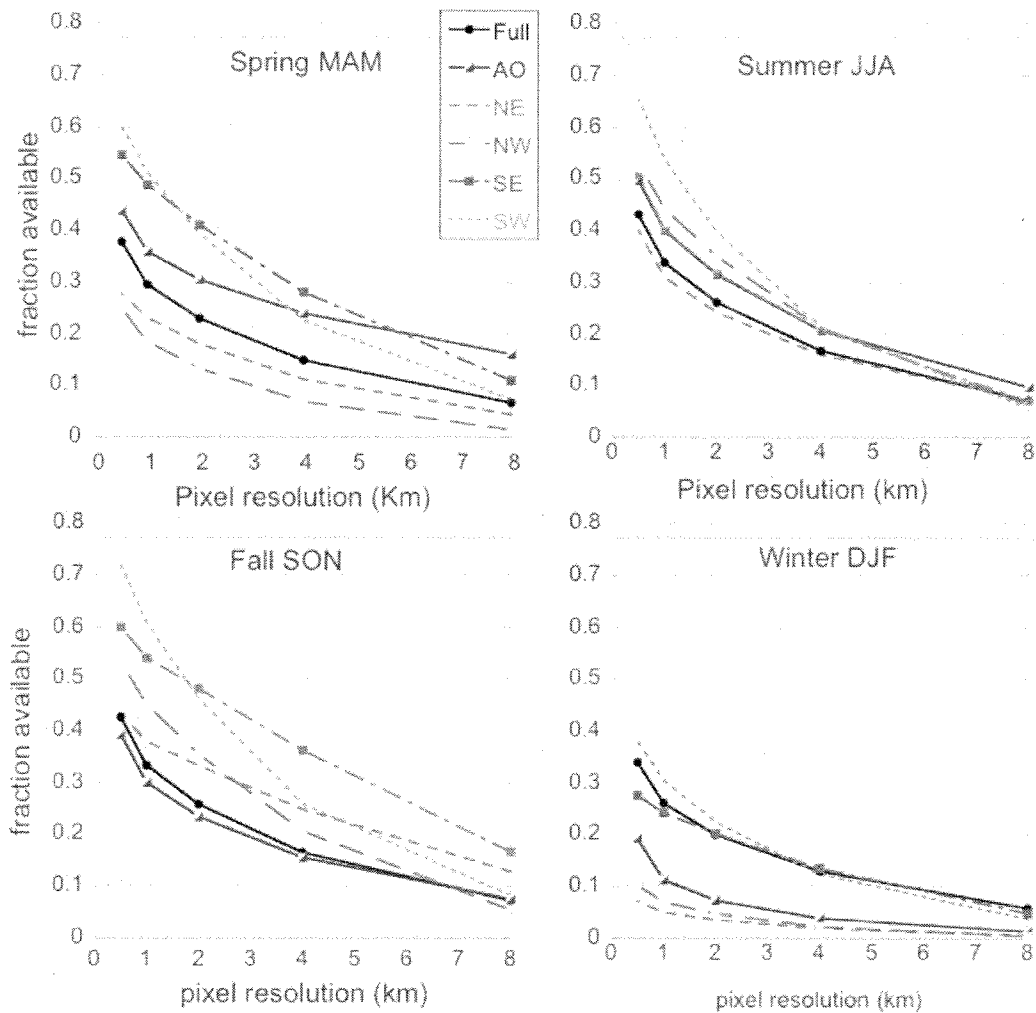 Spring MAM
fraction available
0.8
0.7
0.6
0.5
0.4
0.3
0.2
0.1
0
0 1 2 3 4 5 6 7 8
Pixel resolution (Km)
Full
AO
NE
NW
SE
SW
Summer JJA
0.8
0.7
0.6
0.5
0.4
0.3
0.2
0.1
0
0 1 2 3 4 5 6 7 8
Pixel resolution (km)
Fall SON
fraction available
0.8
0.7
0.6
0.5
0.4
0.3
0.2
0.1
0
0 1 2 3 4 5 6 7 8
pixel resolution (km)
Winter DJF
0.8
0.7
0.6
0.5
0.4
0.3
0.2
0.1
0
0 1 2 3 4 5 6 7 8
pixel resolution (km)